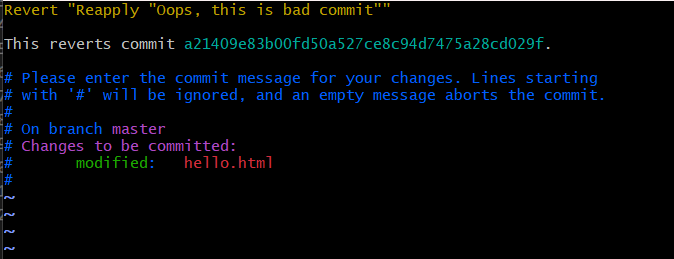 Revert "Reapply "Oops, this is bad commit""
This reverts commit a21409e83b00fd50a527ce8c94d7475a28cd029f.
# Please enter the commit message for your changes. Lines starting
# with '#' will be ignored, and an empty message aborts the commit.
#
# On branch master
# Changes to be committed:
#       modified:   hello.html
#
~
~
~
~